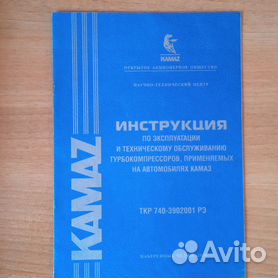 KAMAZ
ОТКРЫТОЕ АКЦИОНЕРНОЕ ОБЩЕСТВО
НАУЧНО-ТЕХНИЧЕСКИЙ ЦЕНТР
KAMAZ
ИНСТРУКЦИЯ
ПО ЭКСПЛУАТАЦИИ
И ТЕХНИЧЕСКОМУ ОБСЛУЖИВАНИЮ
ТУРБОКОМПРЕССОРОВ, ПРИМЕНЯЕМЫХ
НА АВТОМОБИЛЯХ КАМАЗ
ТКР 740-3902001 РЭ
Avito